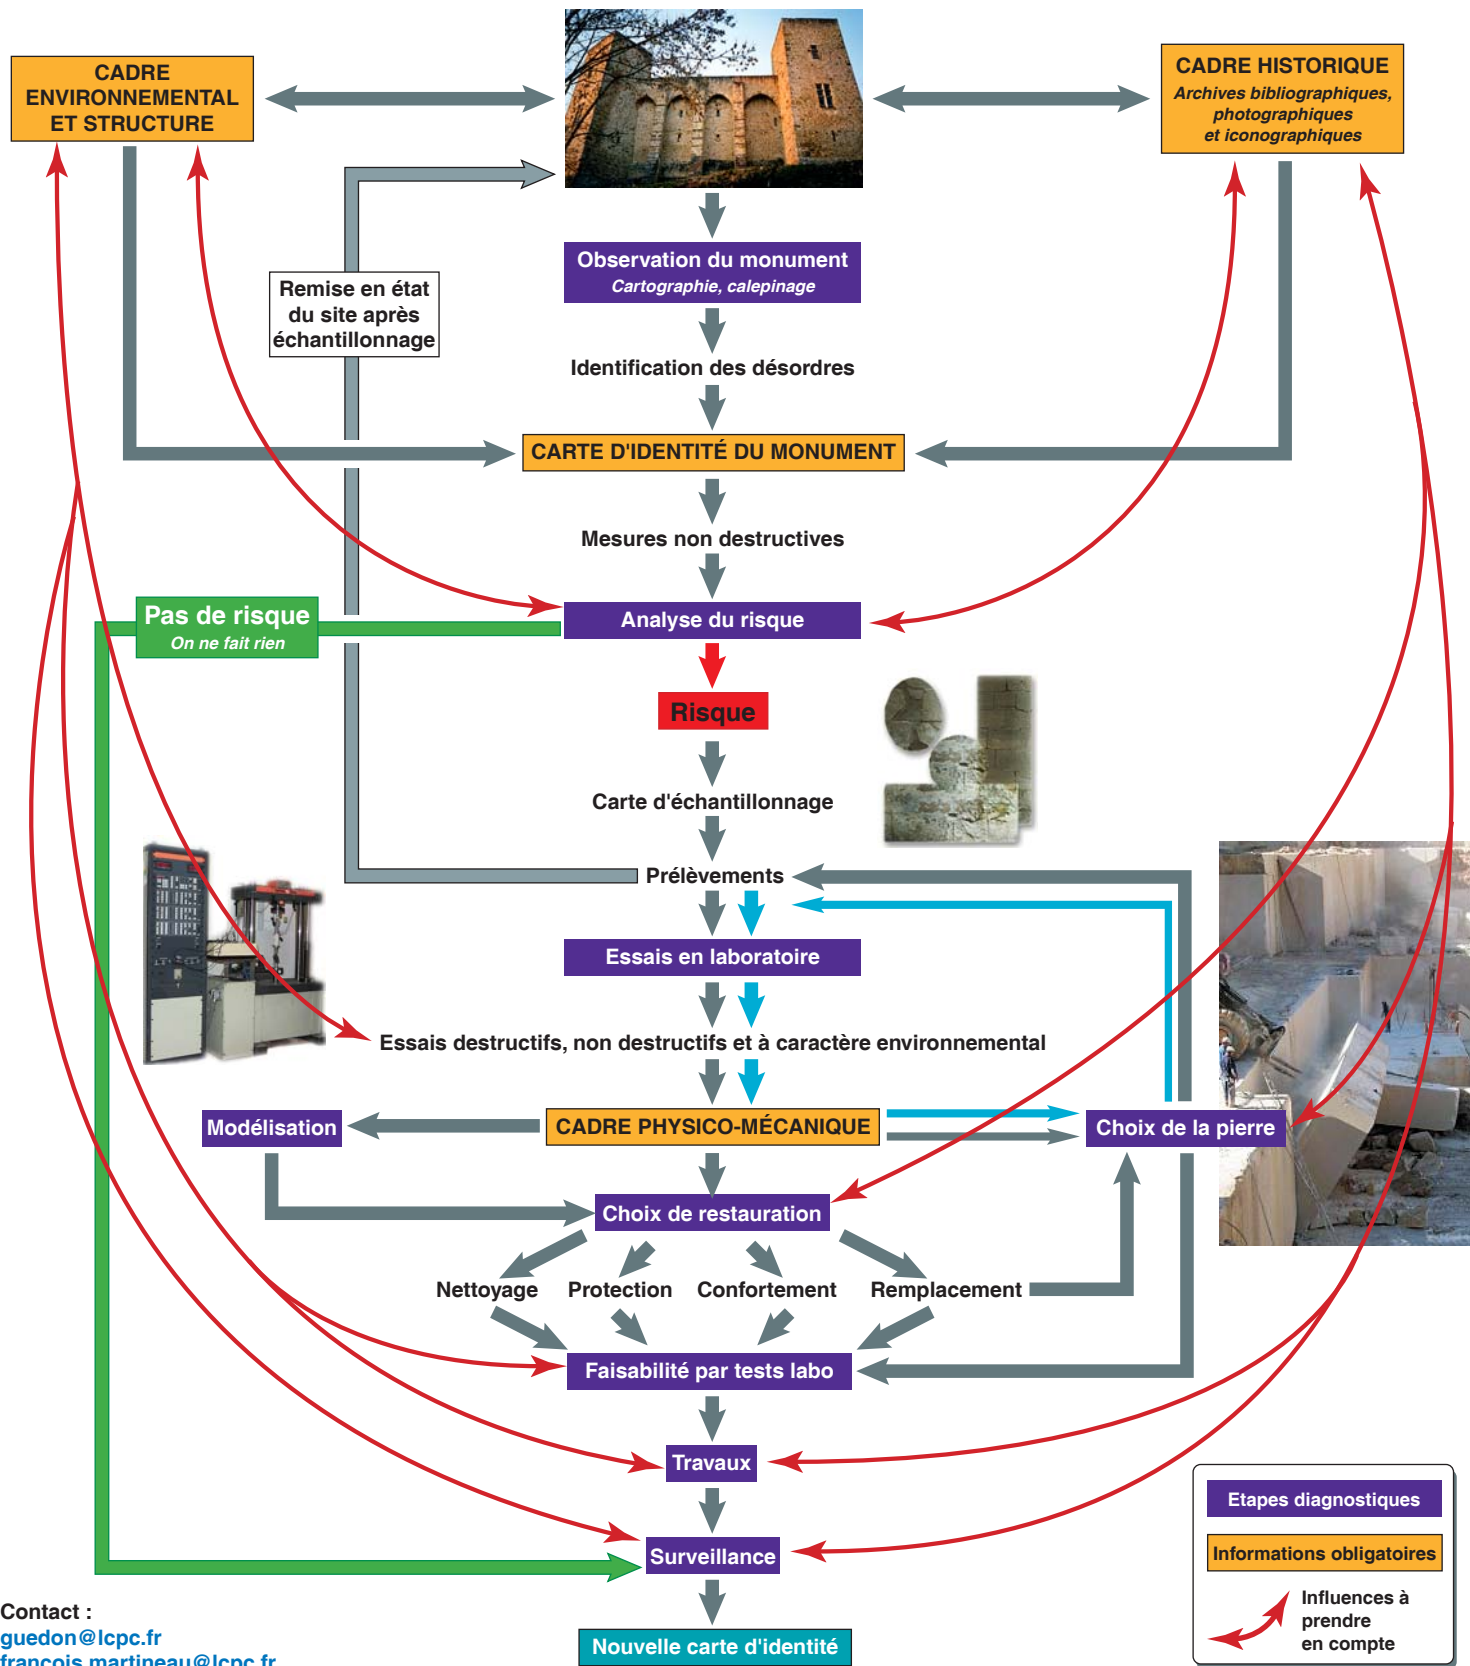 CADRE
ENVIRONNEMENTAL
ET STRUCTURE
CADRE HISTORIQUE
Archives bibliographiques,
photographiques
et iconographiques
Observation du monument
Cartographie, calepinage
Remise en état
du site après
échantillonnage
Identification des désordres
CARTE D'IDENTITÉ DU MONUMENT
Mesures non destructives
Pas de risque
On ne fait rien
Analyse du risque
Risque
Carte d'échantillonnage
Prélèvements
Essais en laboratoire
Essais destructifs, non destructifs et à caractère environnemental
Modélisation
CADRE PHYSICO-MÉCANIQUE
Choix de la pierre
Choix de restauration
Nettoyage
Protection
Confortement
Remplacement
Faisabilité par tests labo
Travaux
Surveillance
Nouvelle carte d'identité
Etapes diagnostiques
Informations obligatoires
Influences à
prendre
en compte
Contact :
guedon@lcpc.fr
francois.martineau@lcpc.fr